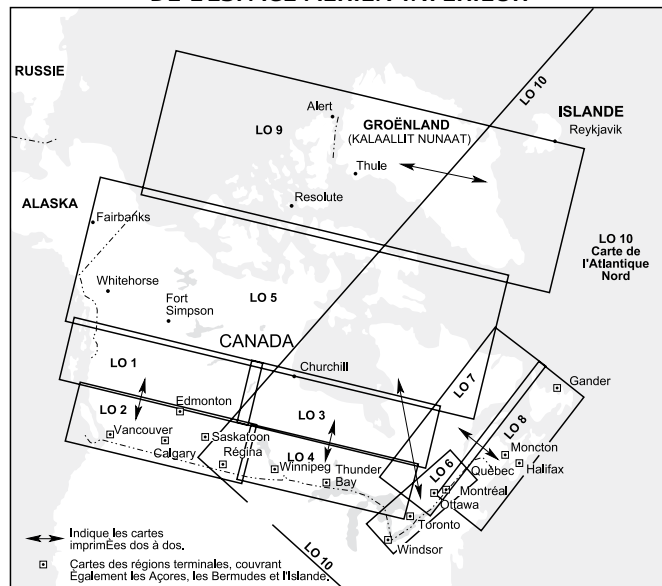 DE L'ESPACE AÉRIEN INFÉRIEUR
RUSSIE
Alert
LO 10
ISLANDE
Reykjavik
LO 9
GROËNLAND
(KALAALLIT NUNAAT)
Thule
Resolute
ALASKA
Fairbanks
LO 10
Carte de
l'Atlantique
Nord
Whitehorse
LO 5
Fort
Simpson
CANADA
LO 1
Churchill
LO 7
Gander
LO 2
Edmonton
LO 3
LO 8
Vancouver
Saskatoon
Calgary
Régina
LO 4
Winnipeg
Thunder
Bay
LO 6
Quèbec
Moncton
Halifax
Montréal
Ottawa
Toronto
Windsor
LO 10
Indique les cartes
imprimÈes dos à dos.
Cartes des régions terminales, couvrant
Également les Açores, les Bermudes et l'Islande.